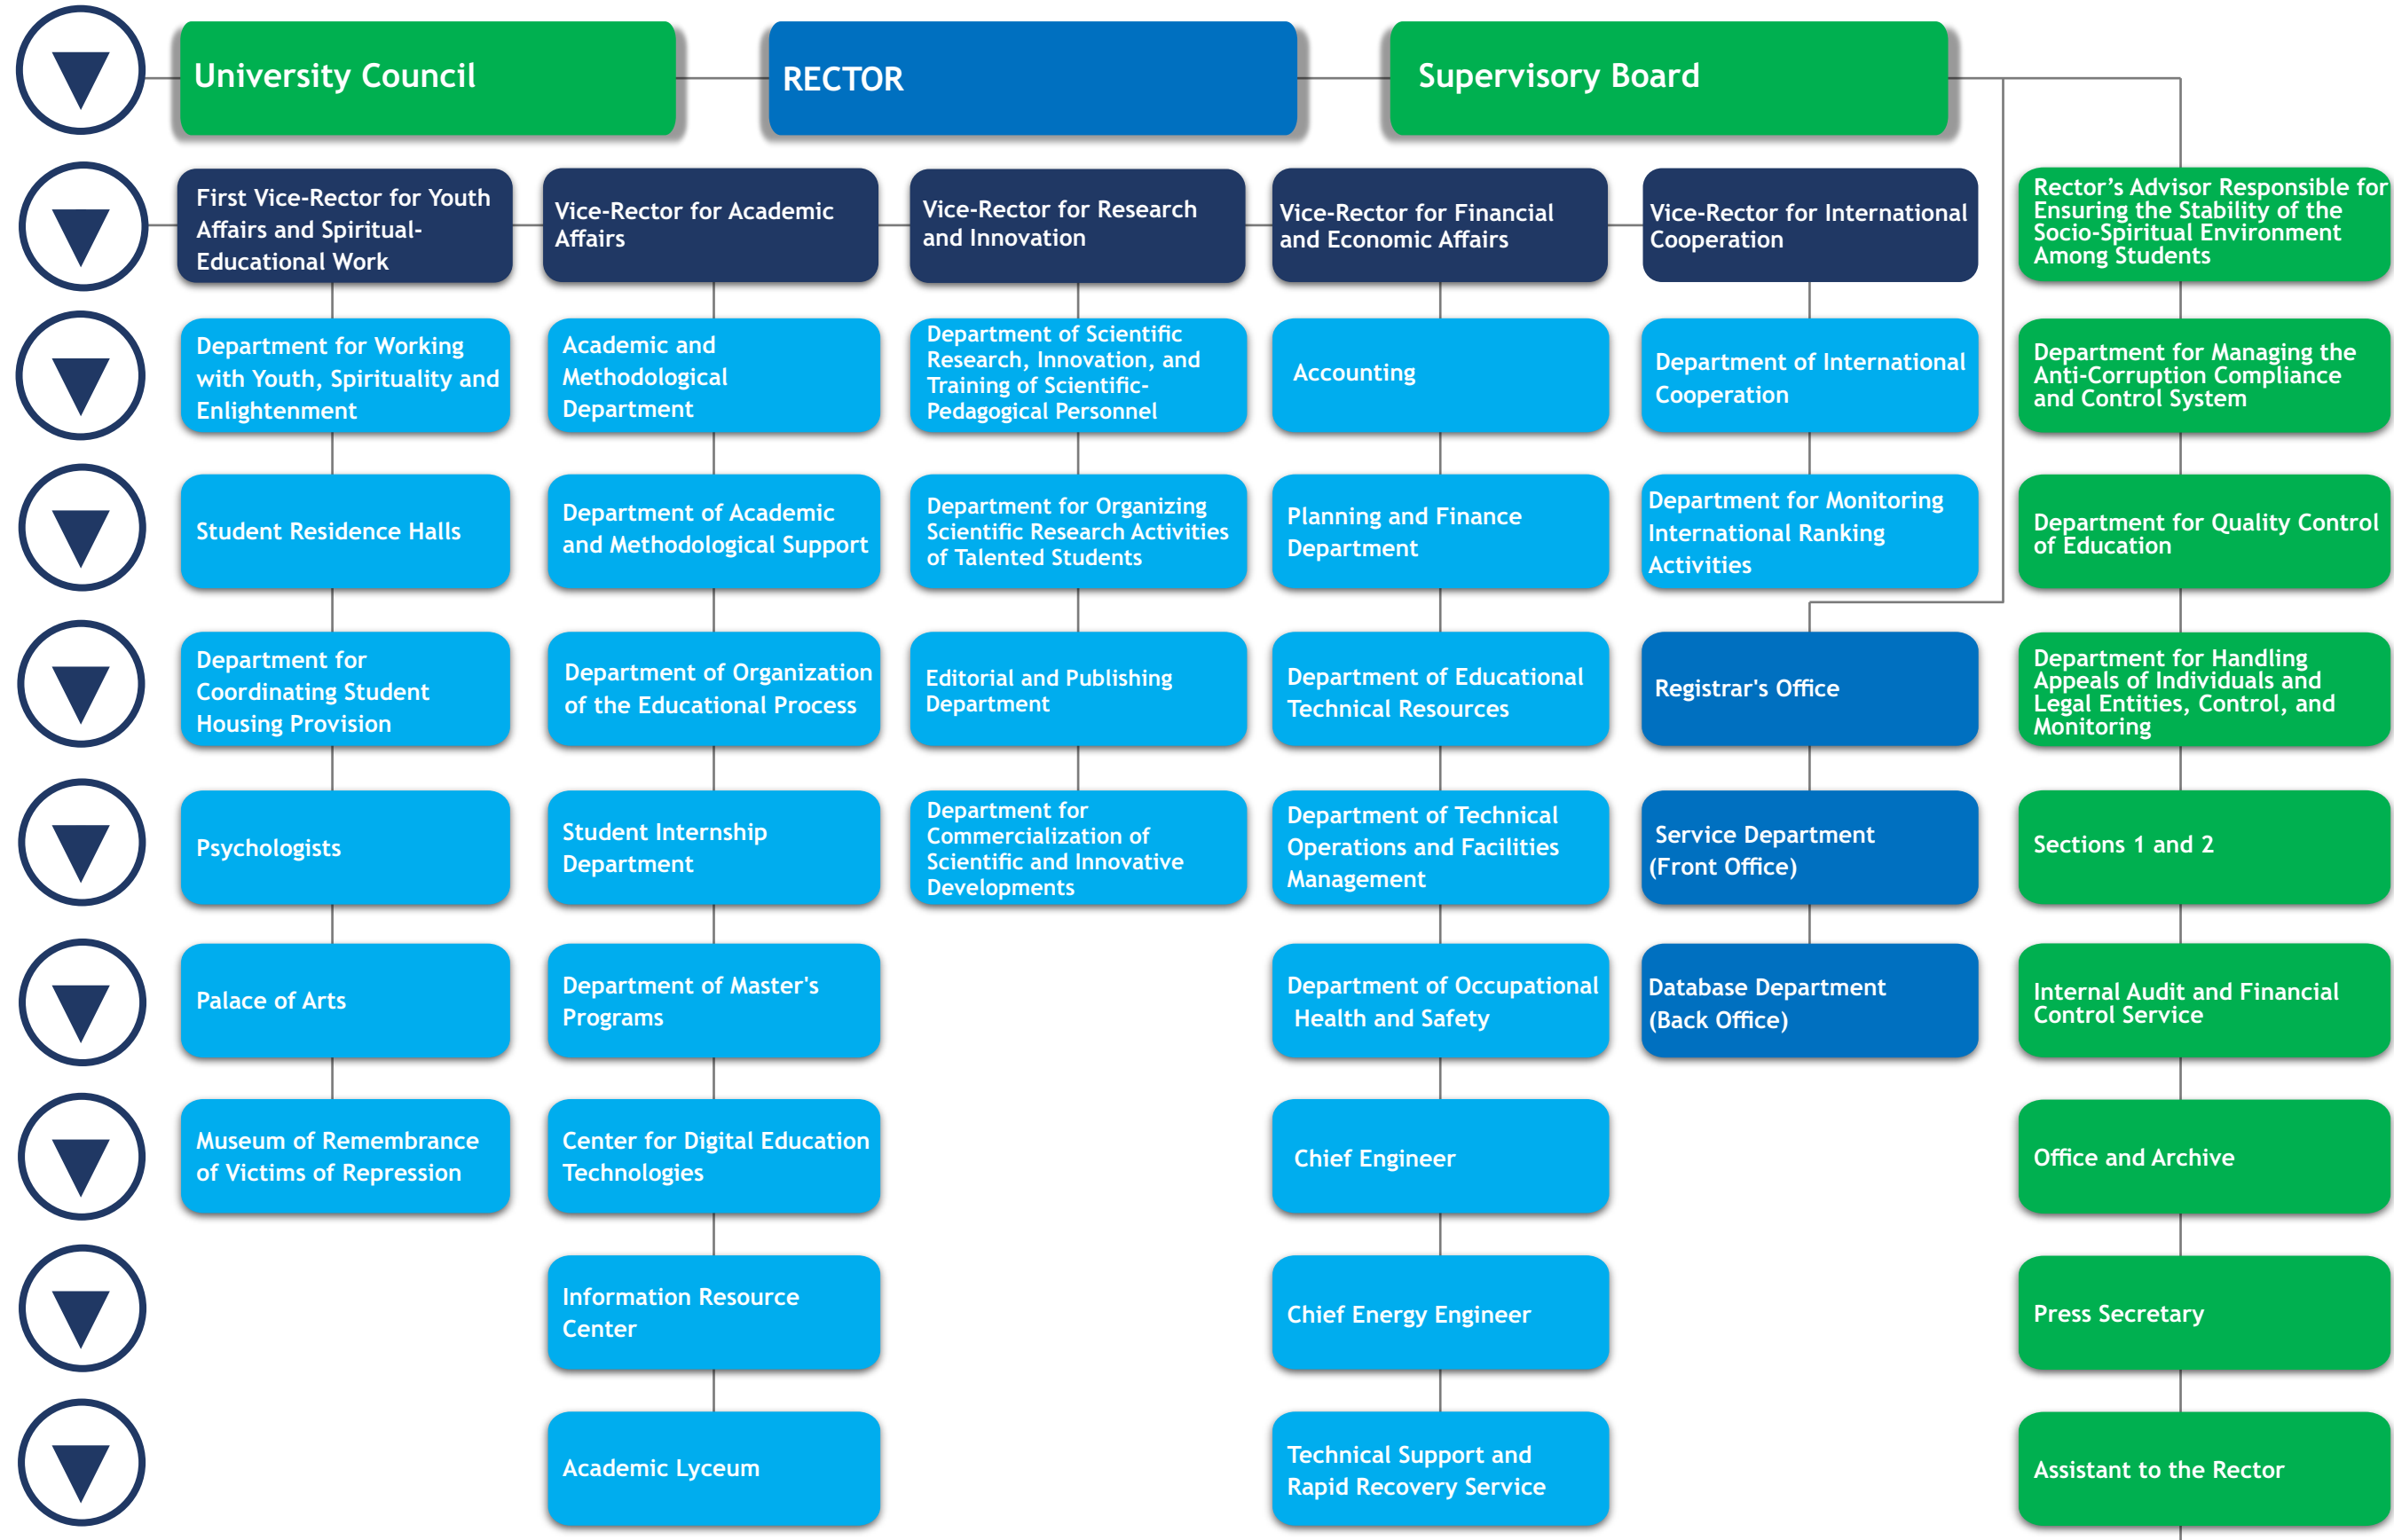 University Council
RECTOR
Supervisory Board
First Vice-Rector for Youth
Affairs and Spiritual-
Educational Work
Vice-Rector for Academic
Affairs
Vice-Rector for Research
and Innovation
Vice-Rector for Financial
and Economic Affairs
Vice-Rector for International
Cooperation
Rector’s Advisor Responsible for
Ensuring the Stability of the
Socio-Spiritual Environment
Among Students
Department for Working
with Youth, Spirituality and
Enlightenment
Academic and
Methodological
Department
Department of Scientific
Research, Innovation, and
Training of Scientific-
Pedagogical Personnel
Accounting
Department of International
Cooperation
Department for Managing the
Anti-Corruption Compliance
and Control System
Student Residence Halls
Department of Academic
and Methodological Support
Department for Organizing
Scientific Research Activities
of Talented Students
Planning and Finance
Department
Department for Monitoring
International Ranking
Activities
Department for Quality Control
of Education
Department for
Coordinating Student
Housing Provision
Department of Organization
of the Educational Process
Editorial and Publishing
Department
Department of Educational
Technical Resources
Registrar's Office
Department for Handling
Appeals of Individuals and
Legal Entities, Control, and
Monitoring
Psychologists
Student Internship
Department
Department for
Commercialization of
Scientific and Innovative
Developments
Department of Technical
Operations and Facilities
Management
Service Department
(Front Office)
Sections 1 and 2
Palace of Arts
Department of Master's
Programs
Department of Occupational
Health and Safety
Database Department
(Back Office)
Internal Audit and Financial
Control Service
Museum of Remembrance
of Victims of Repression
Center for Digital Education
Technologies
Chief Engineer
Office and Archive
Information Resource
Center
Chief Energy Engineer
Press Secretary
Academic Lyceum
Technical Support and
Rapid Recovery Service
Assistant to the Rector